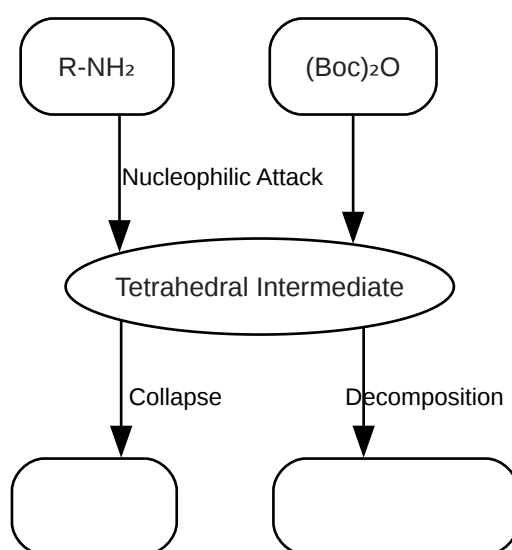 R-NH₂
(Boc)₂O
Nucleophilic Attack
Tetrahedral Intermediate
Collapse
Decomposition